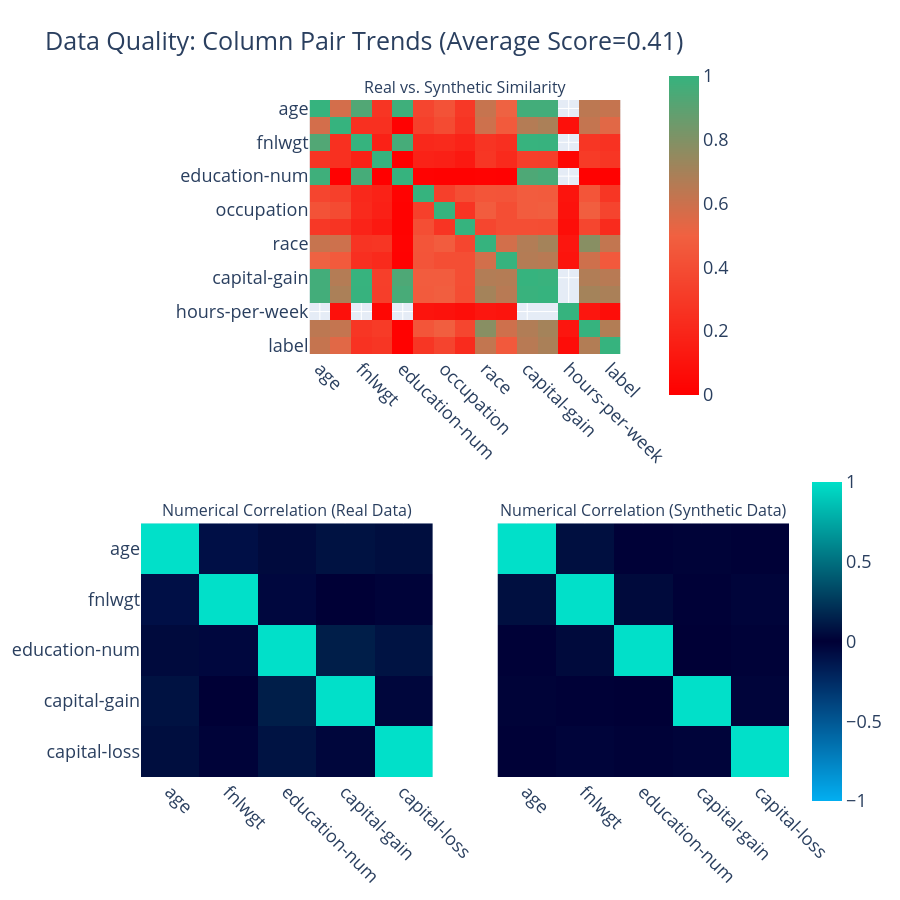 Data Quality: Column Pair Trends (Average Score=0.41)
Real vs. Synthetic Similarity
age
fnlwgt
education-num
occupation
race
capital-gain
hours-per-week
label
age
fnlwgt
education-num
occupation
race
capital-gain
hours-per-week
label
1
0.8
0.6
0.4
0.2
0
Numerical Correlation (Real Data)
age
fnlwgt
education-num
capital-gain
capital-loss
age
fnlwgt
education-num
capital-gain
capital-loss
Numerical Correlation (Synthetic Data)
age
fnlwgt
education-num
capital-gain
capital-loss
1
0.5
0
−0.5
−1